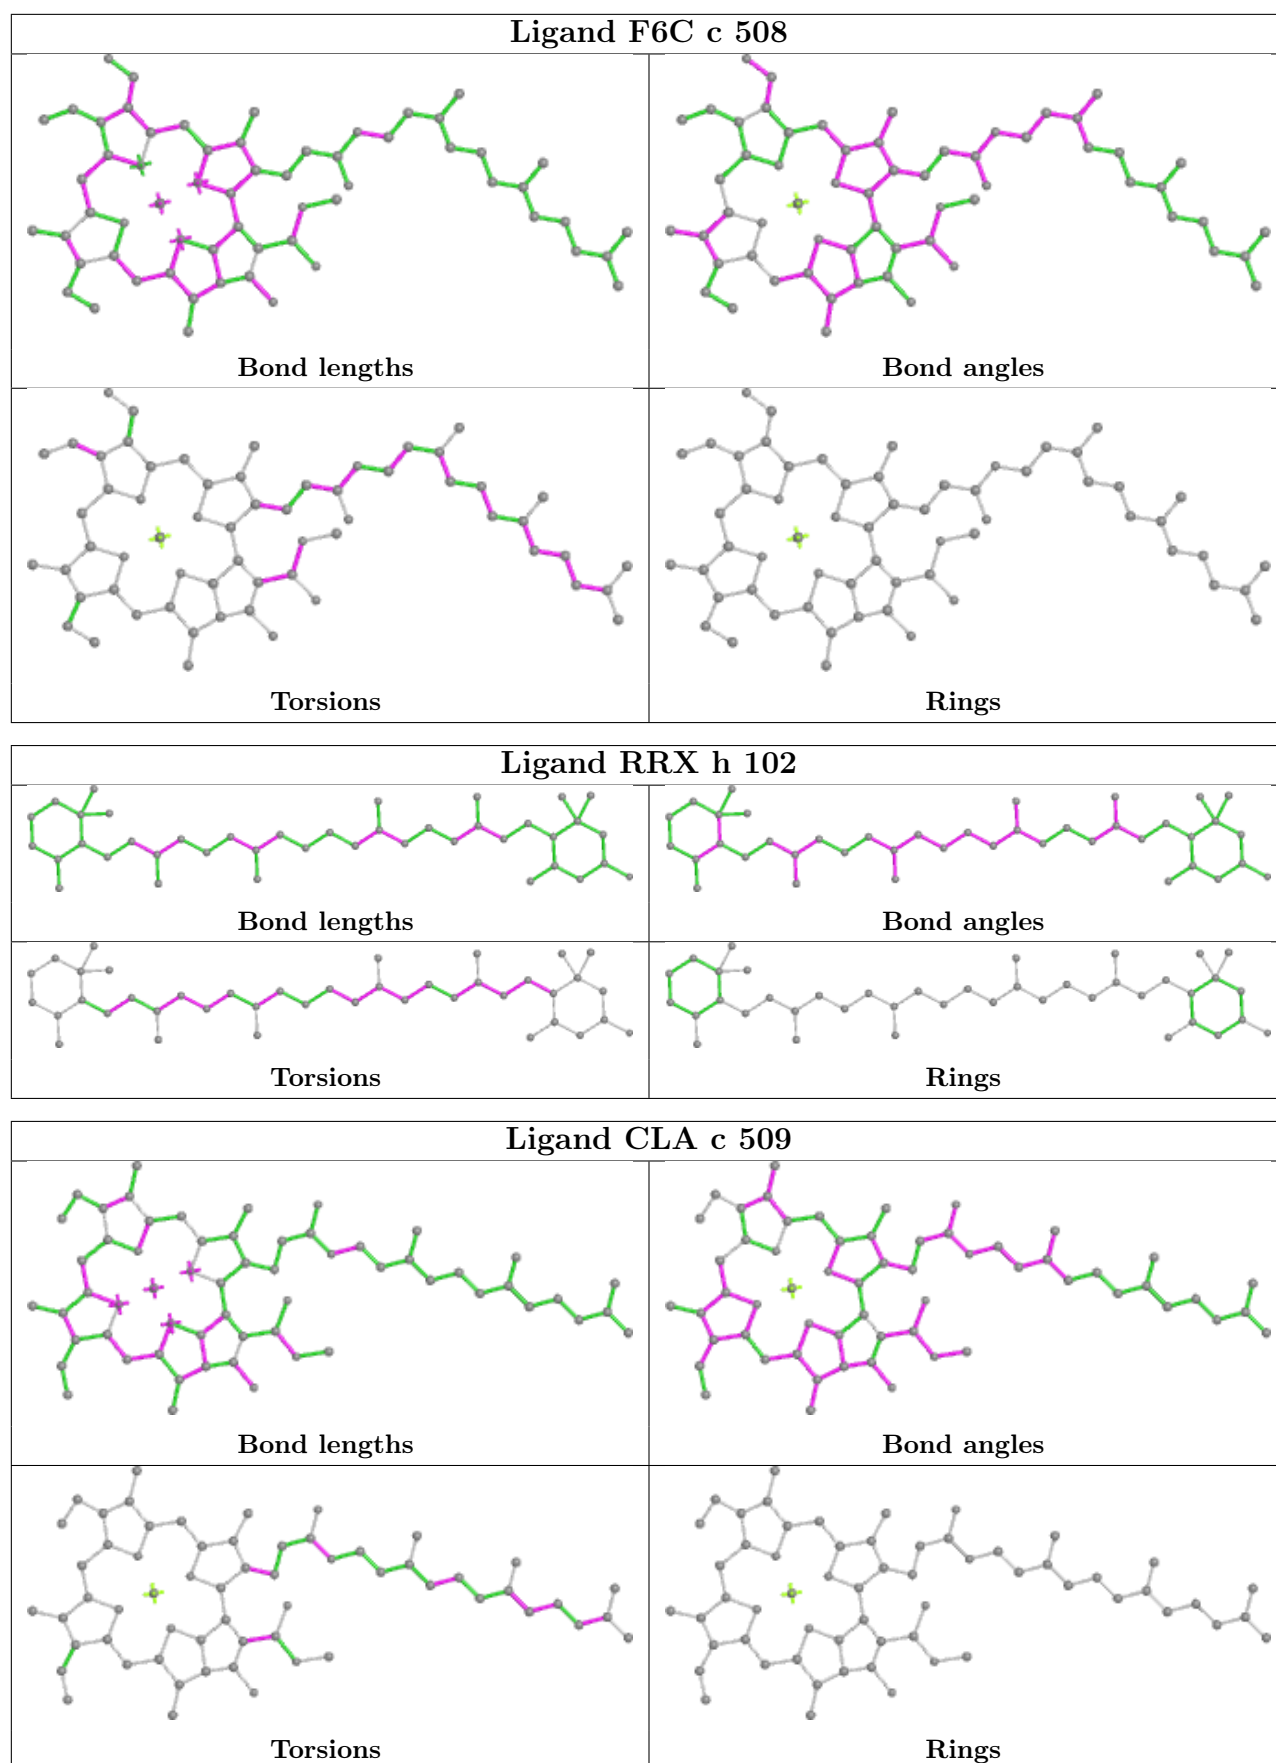 Ligand F6C c 508
Bond lengths
Bond angles
Torsions
Rings
Ligand RRX h 102
Bond lengths
Bond angles
Torsions
Rings
Ligand CLA c 509
Bond lengths
Bond angles
Torsions
Rings